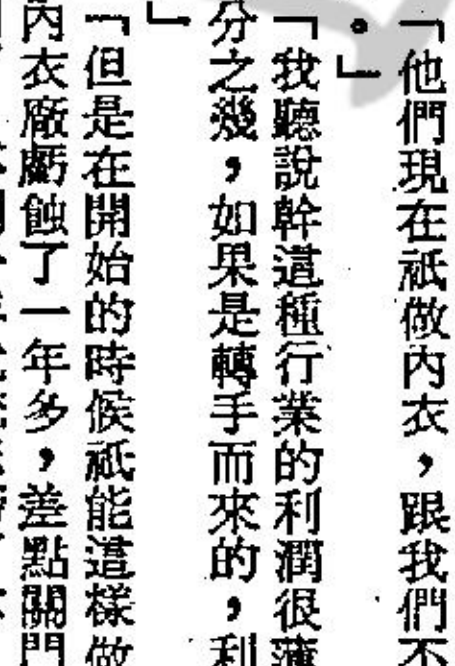 「他們現在祇做內衣,跟我們不
。」
「我聽說幹這種行業的利潤很薄
分之幾,如果是轉手而來的,利
」
「但是在開始的時候祇能這樣做
內衣廠虧蝕了一年多,差點關門